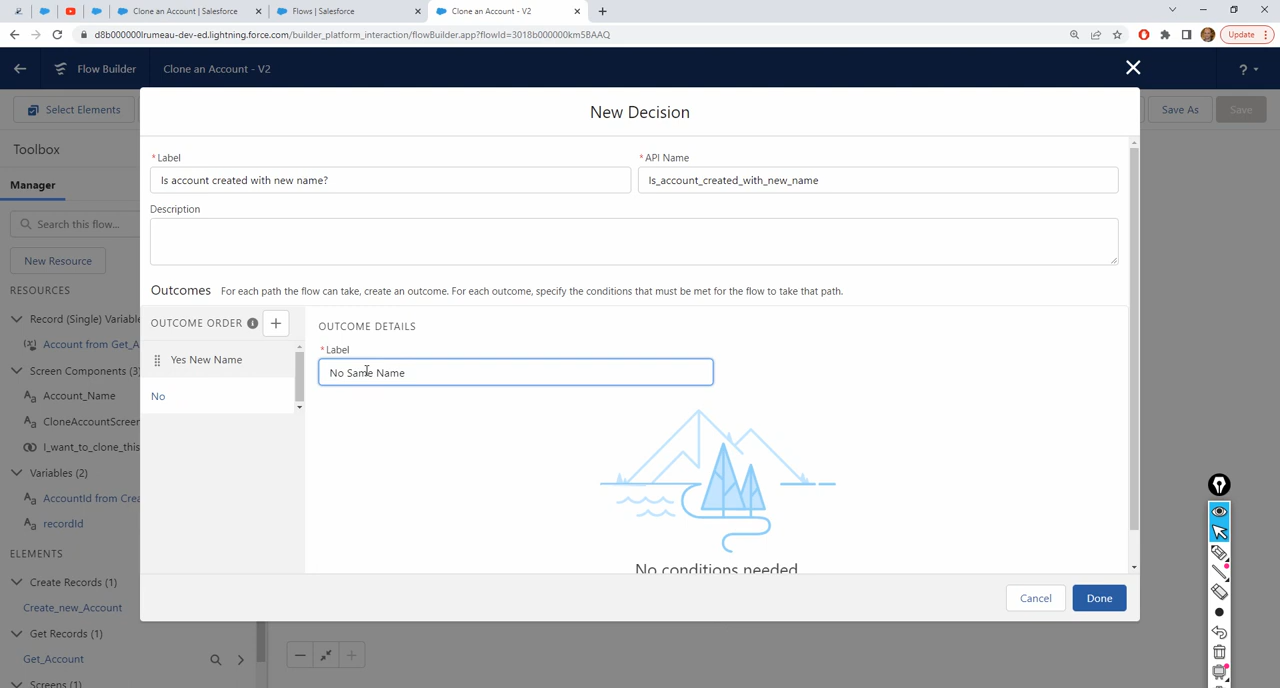 Clone an Account | Salesforce
Flows | Salesforce
Clone an Account - V2
d8b000000lrumeau-dev-ed.lightning.force.com/builder_platform_interaction/flowBuilder.app?flowId=3018b000000km5BAAQ
Update
Flow Builder
Clone an Account - V2
?
Select Elements
Save As
Save
New Decision
Toolbox
Manager
Search this flow...
New Resource
RESOURCES
Record (Single) Variable
Account from Get_A
Screen Components (3)
Account_Name
CloneAccountScreen
I_want_to_clone_this
Variables (2)
AccountId from Crea
recordId
ELEMENTS
Create Records (1)
Create_new_Account
Get Records (1)
Get_Account
Screens (1)
* Label
* API Name
Is account created with new name?
Is_account_created_with_new_name
Description
Outcomes For each path the flow can take, create an outcome. For each outcome, specify the conditions that must be met for the flow to take that path.
OUTCOME ORDER
Yes New Name
No
OUTCOME DETAILS
* Label
No Same Name
No conditions needed
Cancel
Done